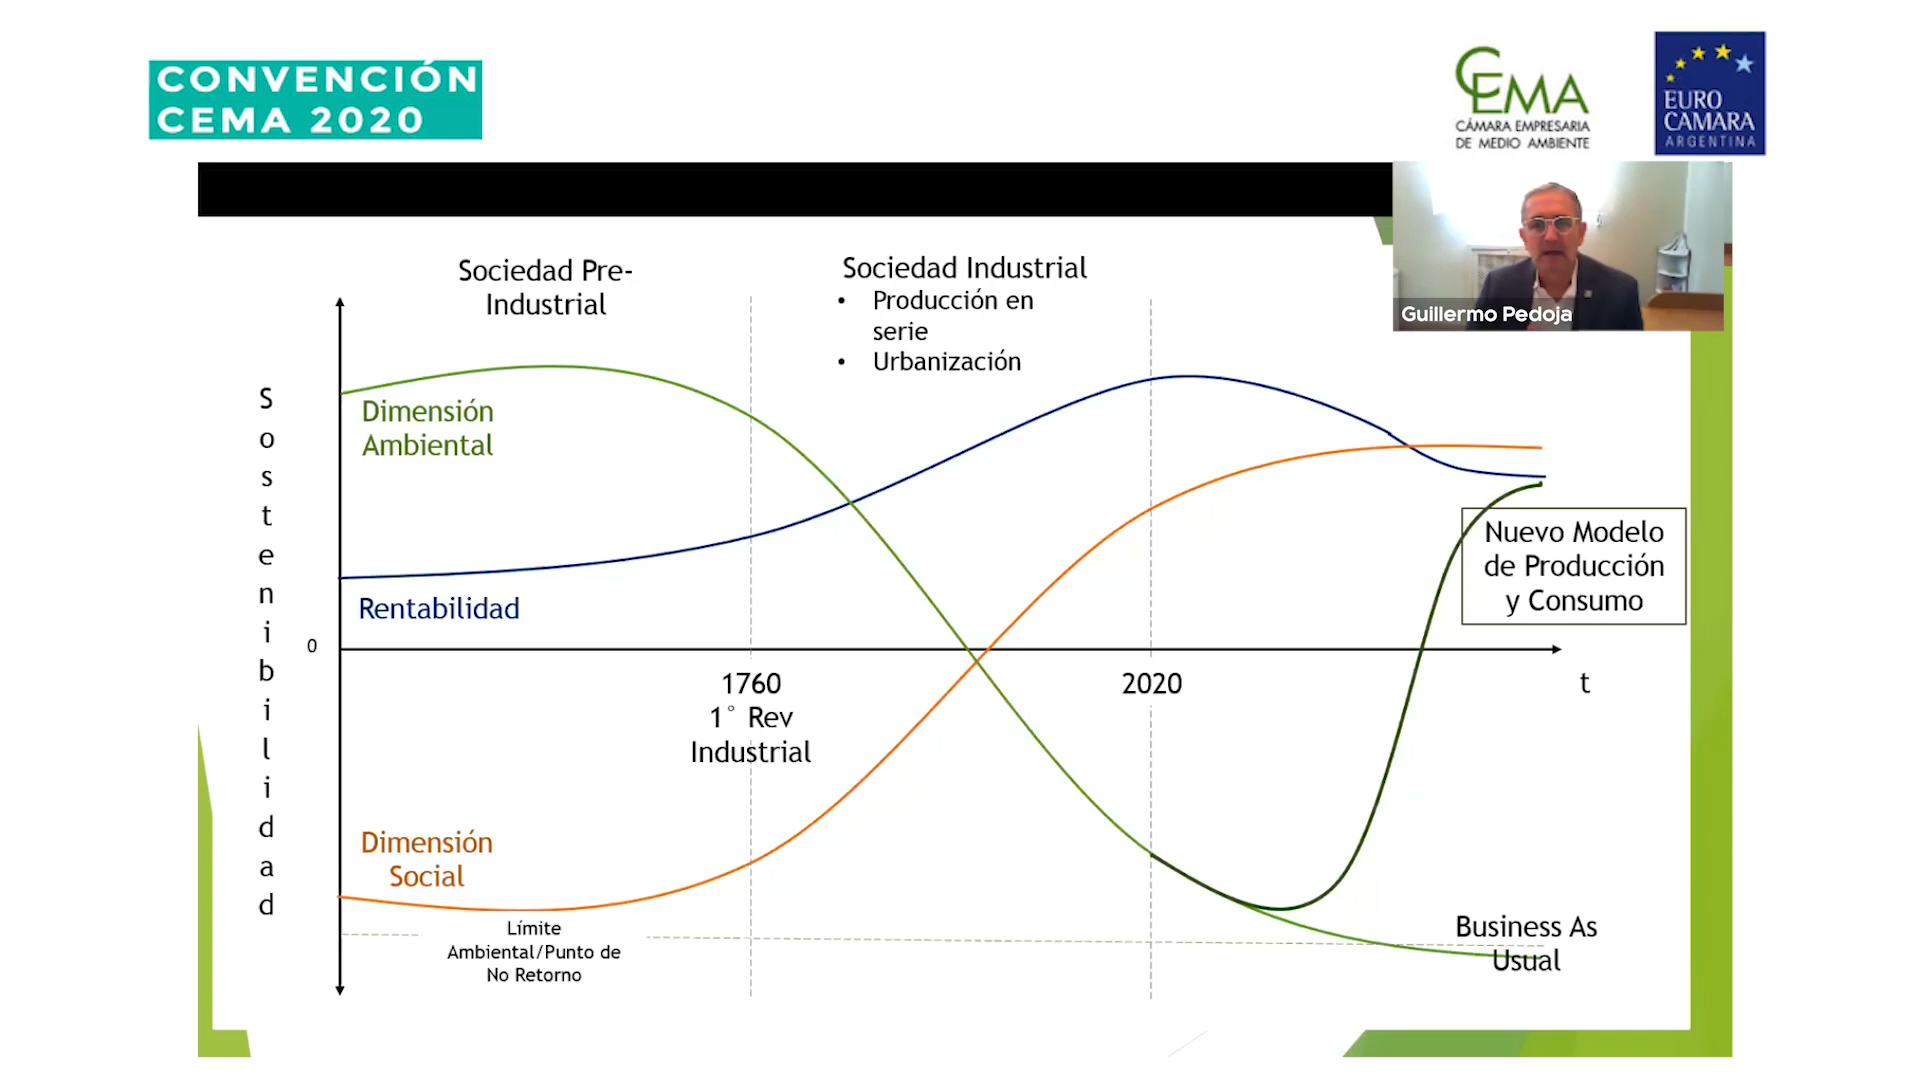 CONVENCIÓN
CEMA 2020
CEMA
CÁMARA EMPRESARIA
DE MEDIO AMBIENTE
EURO
CAMARA
ARGENTINA
Guillermo Pedoja
Sociedad Pre-
Industrial
Sociedad Industrial
• Producción en
serie
• Urbanización
Sostenibilidad
Dimensión
Ambiental
Rentabilidad
0
Nuevo Modelo
de Producción
y Consumo
1760
1° Rev
Industrial
2020
t
Dimensión
Social
Límite
Ambiental/Punto de
No Retorno
Business As
Usual